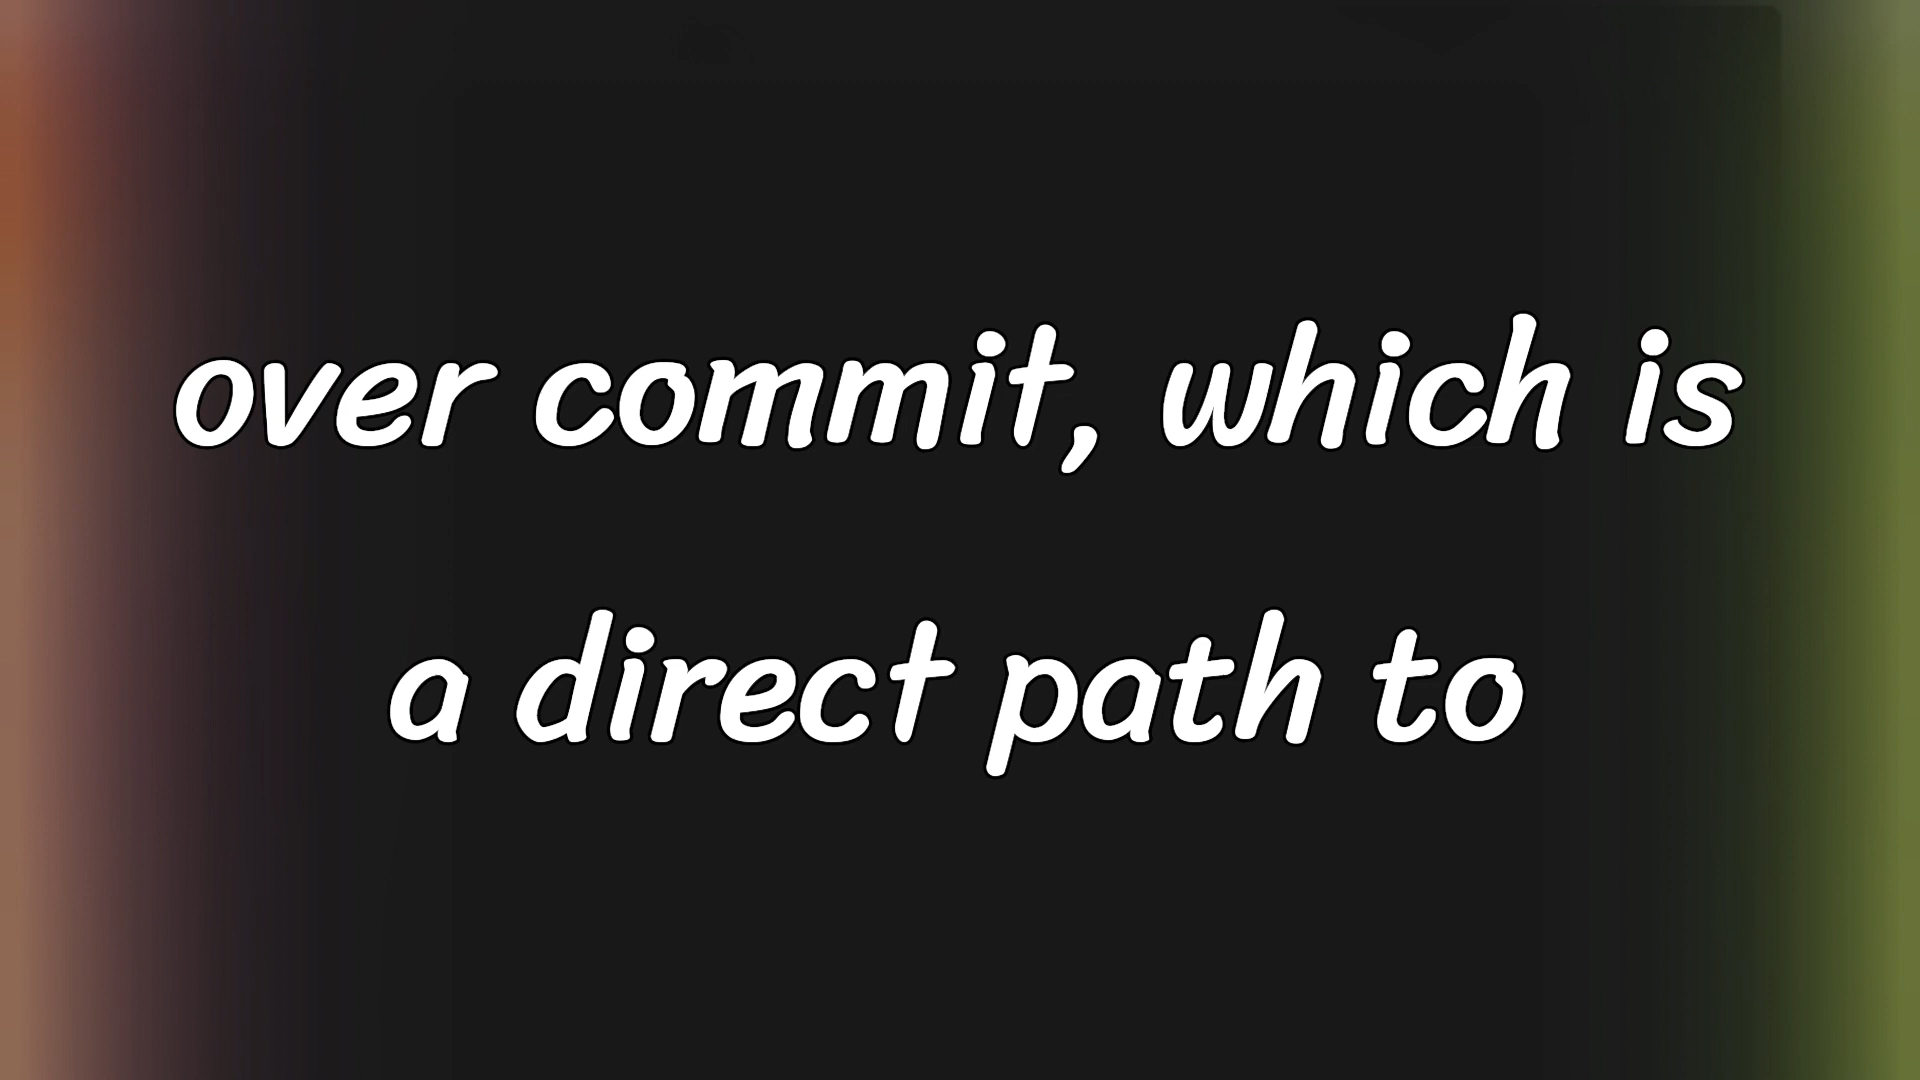 over commit, which is
a direct path to